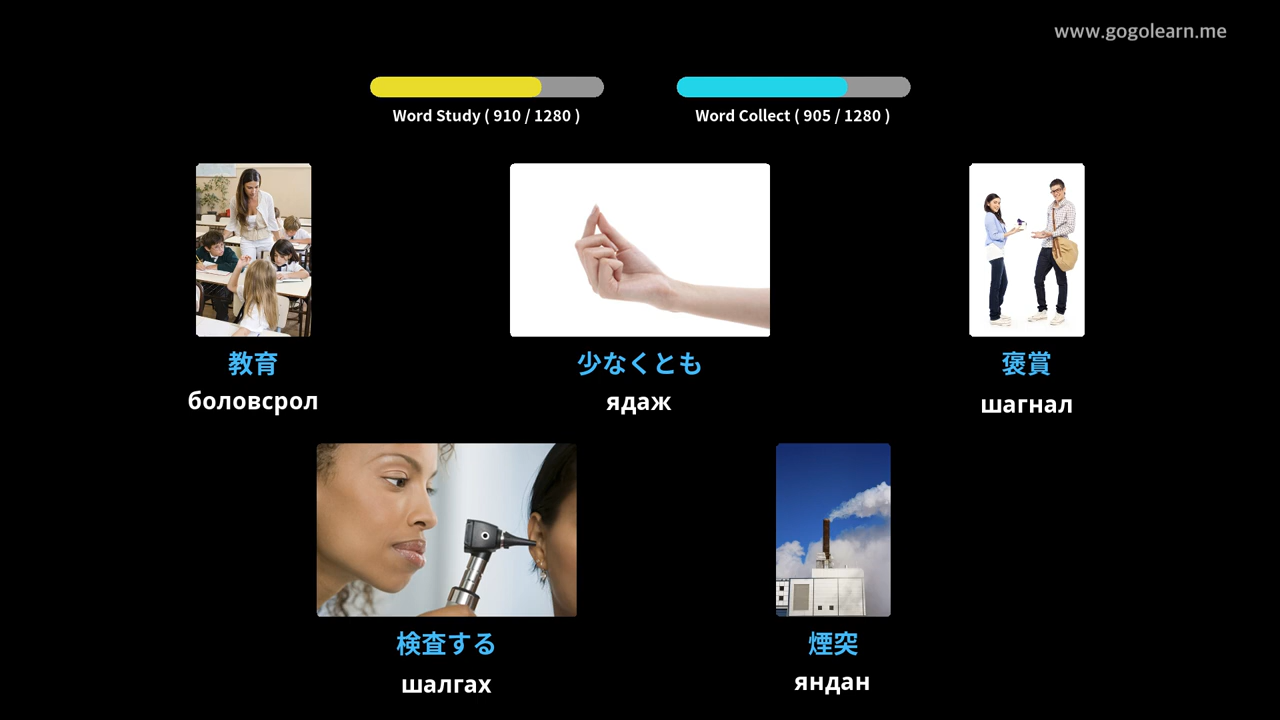 www.gogolearn.me
Word Study ( 910 / 1280 )
Word Collect ( 905 / 1280 )
教育
боловсрол
少なくとも
ядаж
褒賞
шагнал
検査する
шалгах
煙突
яндан